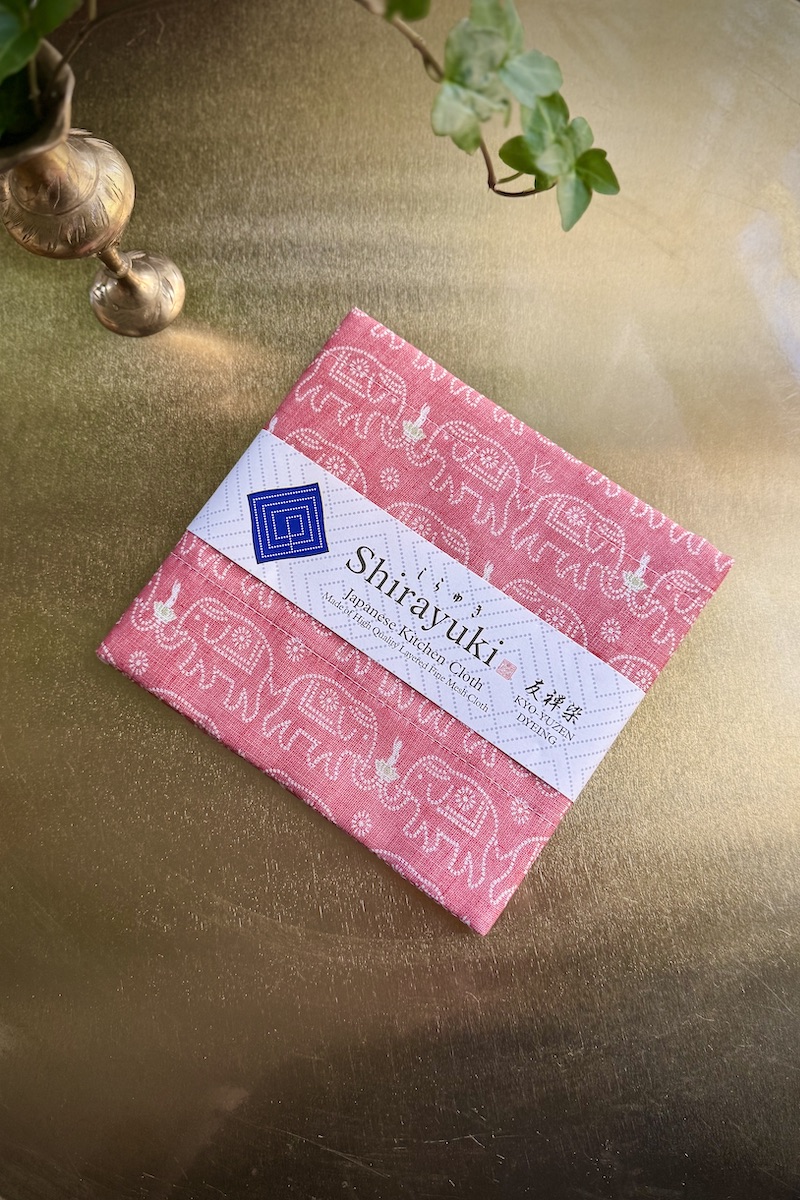 しらゆき
Shirayuki
Japanese Kitchen Cloth
Made of High Quality Layered Fine Mesh Cloth
友禅染
KYO-YUZEN
DYEING